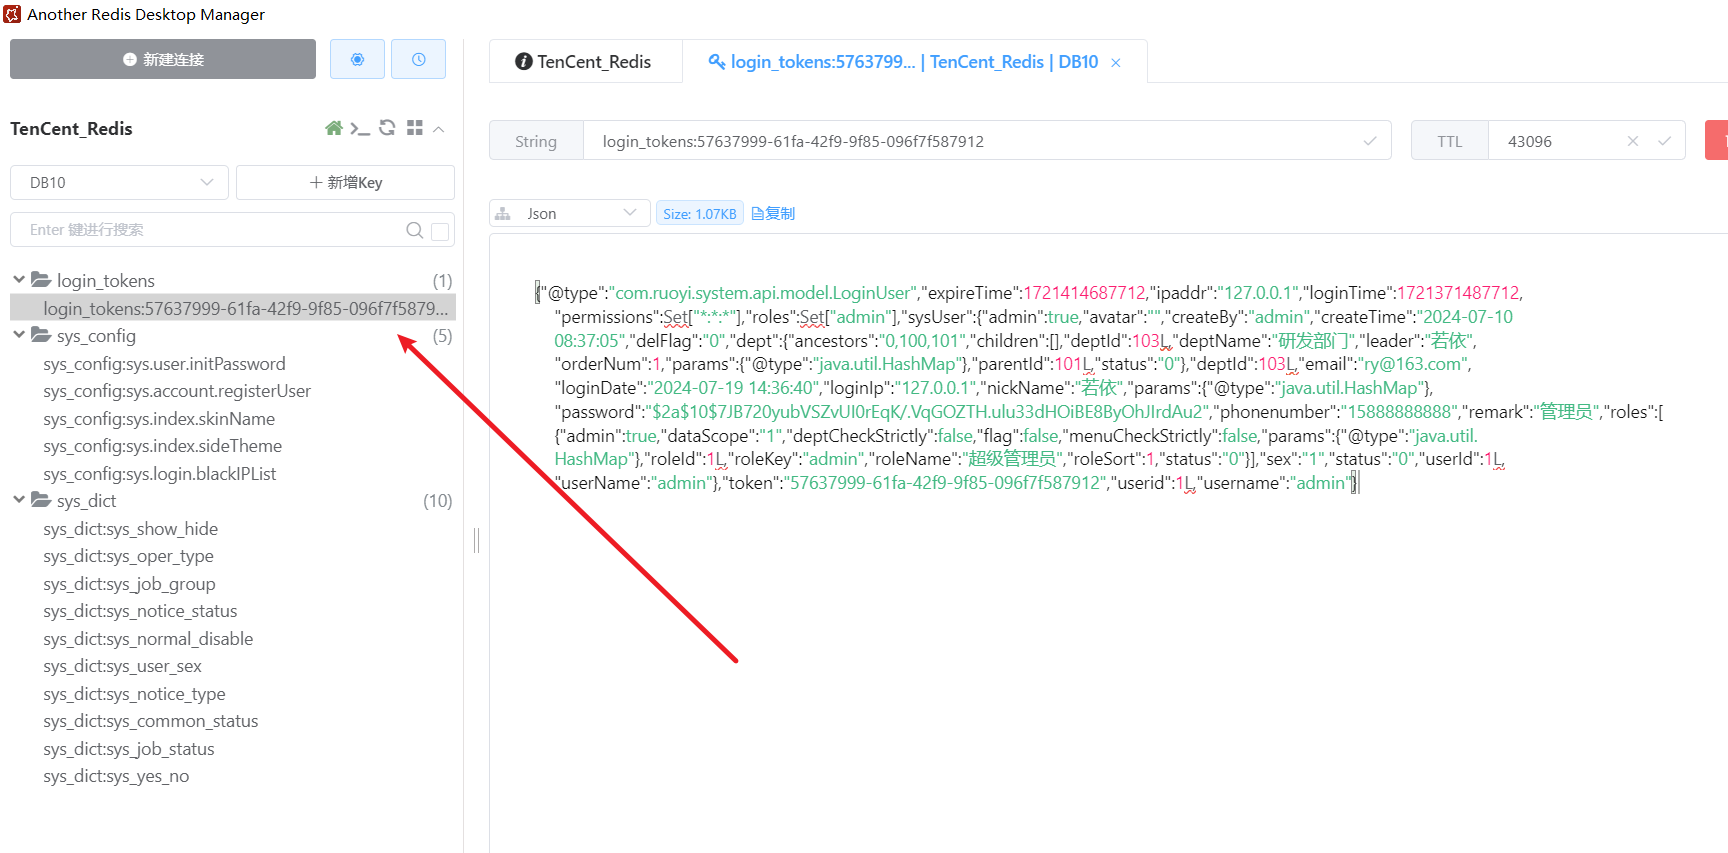 Another Redis Desktop Manager
新建连接
TenCent_Redis
DB10
新增Key
Enter 键进行搜索
login_tokens (1)
login_tokens:57637999-61fa-42f9-9f85-096f7f5879...
sys_config (5)
sys_config:sys.user.initPassword
sys_config:sys.account.registerUser
sys_config:sys.index.skinName
sys_config:sys.index.sideTheme
sys_config:sys.login.blackIPList
sys_dict (10)
sys_dict:sys_show_hide
sys_dict:sys_oper_type
sys_dict:sys_job_group
sys_dict:sys_notice_status
sys_dict:sys_normal_disable
sys_dict:sys_user_sex
sys_dict:sys_notice_type
sys_dict:sys_common_status
sys_dict:sys_job_status
sys_dict:sys_yes_no
TenCent_Redis
login_tokens:5763799... | TenCent_Redis | DB10
String login_tokens:57637999-61fa-42f9-9f85-096f7f587912
TTL 43096
Json Size: 1.07KB 复制
{"@type":"com.ruoyi.system.api.model.LoginUser","expireTime":1721414687712,"ipaddr":"127.0.0.1","loginTime":1721371487712,
"permissions":Set["*:*:*"],"roles":Set["admin"],"sysUser":{"admin":true,"avatar":"","createBy":"admin","createTime":"2024-07-10
08:37:05","delFlag":"0","dept":{"ancestors":"0,100,101","children":[],"deptId":103L,"deptName":"研发部门","leader":"若依",
"orderNum":1,"params":{"@type":"java.util.HashMap"},"parentId":101L,"status":"0"},"deptId":103L,"email":"ry@163.com",
"loginDate":"2024-07-19 14:36:40","loginIp":"127.0.0.1","nickName":"若依","params":{"@type":"java.util.HashMap"},
"password":"$2a$10$7JB720yubVSZvUI0rEqK/.VqGOZTH.ulu33dHOiBE8ByOhJIrdAu2","phonenumber":"15888888888","remark":"管理员","roles":[
{"admin":true,"dataScope":"1","deptCheckStrictly":false,"flag":false,"menuCheckStrictly":false,"params":{"@type":"java.util.
HashMap"},"roleId":1L,"roleKey":"admin","roleName":"超级管理员","roleSort":1,"status":"0"}],"sex":"1","status":"0","userId":1L,
"userName":"admin"},"token":"57637999-61fa-42f9-9f85-096f7f587912","userid":1L,"username":"admin"}